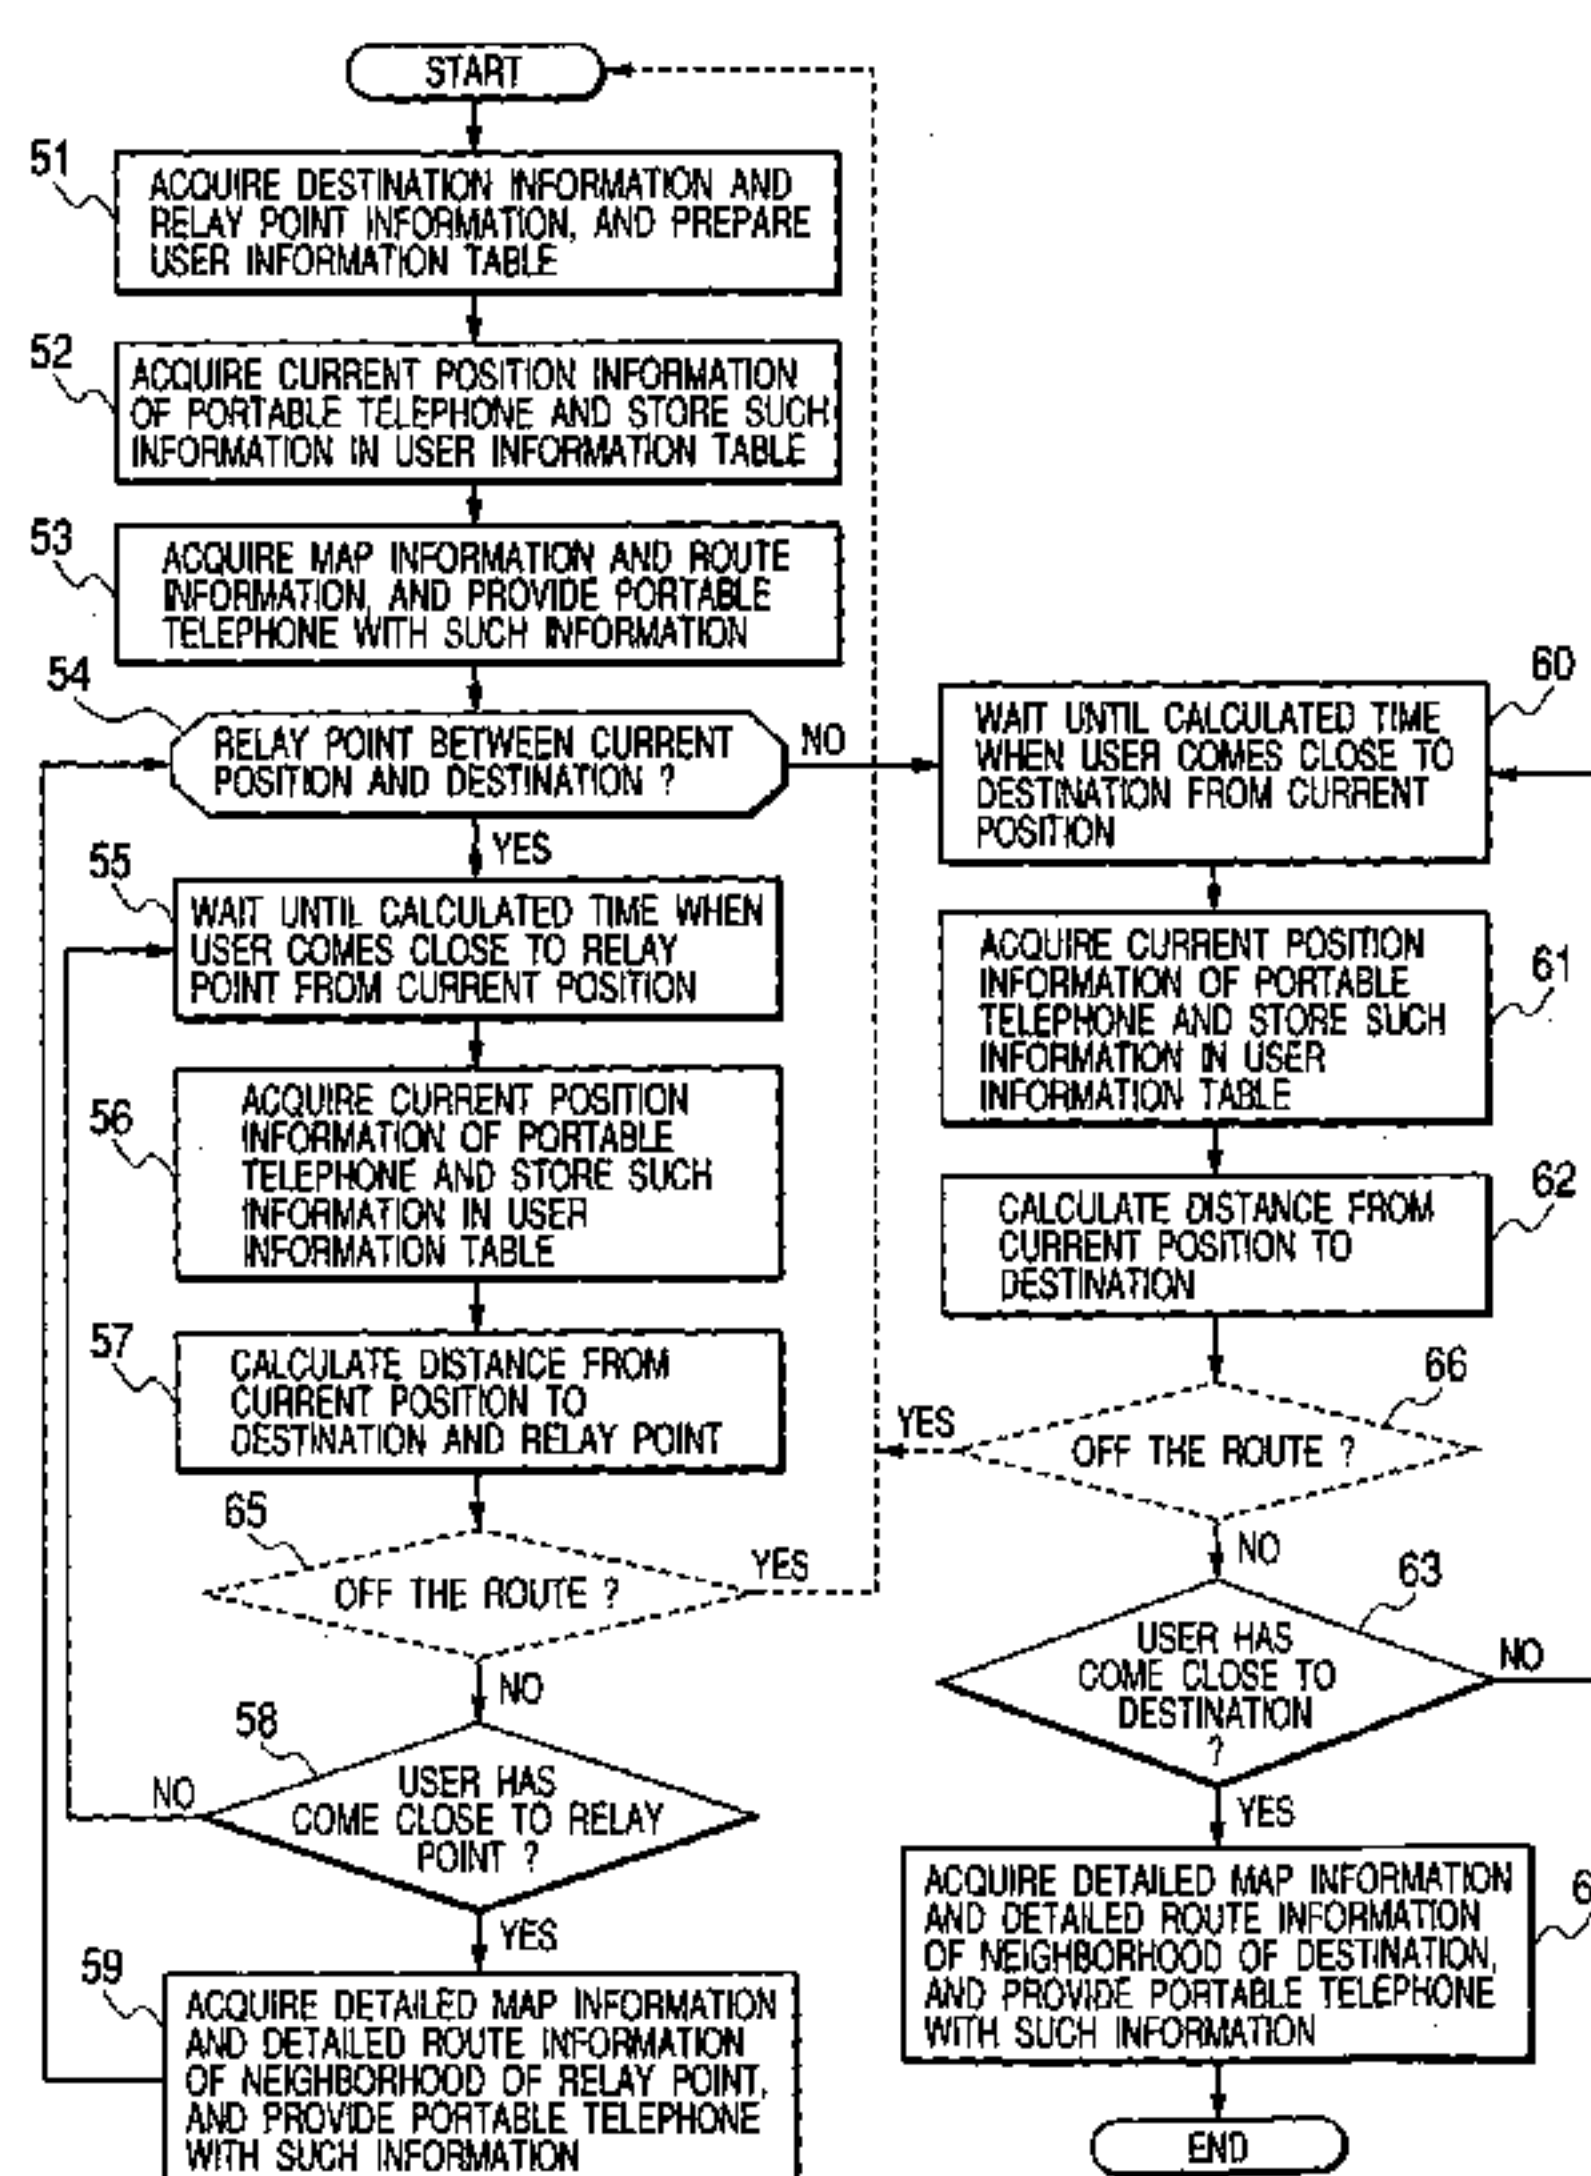 START
51
ACQUIRE DESTINATION INFORMATION AND
RELAY POINT INFORMATION, AND PREPARE
USER INFORMATION TABLE
52
ACQUIRE CURRENT POSITION INFORMATION
OF PORTABLE TELEPHONE AND STORE SUCH
INFORMATION IN USER INFORMATION TABLE
53
ACQUIRE MAP INFORMATION AND ROUTE
INFORMATION, AND PROVIDE PORTABLE
TELEPHONE WITH SUCH INFORMATION
54
RELAY POINT BETWEEN CURRENT
POSITION AND DESTINATION ?
NO
YES
55
WAIT UNTIL CALCULATED TIME WHEN
USER COMES CLOSE TO RELAY
POINT FROM CURRENT POSITION
56
ACQUIRE CURRENT POSITION
INFORMATION OF PORTABLE
TELEPHONE AND STORE SUCH
INFORMATION IN USER
INFORMATION TABLE
57
CALCULATE DISTANCE FROM
CURRENT POSITION TO
DESTINATION AND RELAY POINT
65
OFF THE ROUTE ?
YES
NO
58
USER HAS
COME CLOSE TO RELAY
POINT ?
NO
YES
59
ACQUIRE DETAILED MAP INFORMATION
AND DETAILED ROUTE INFORMATION
OF NEIGHBORHOOD OF RELAY POINT,
AND PROVIDE PORTABLE TELEPHONE
WITH SUCH INFORMATION
60
WAIT UNTIL CALCULATED TIME
WHEN USER COMES CLOSE TO
DESTINATION FROM CURRENT
POSITION
61
ACQUIRE CURRENT POSITION
INFORMATION OF PORTABLE
TELEPHONE AND STORE SUCH
INFORMATION IN USER
INFORMATION TABLE
62
CALCULATE DISTANCE FROM
CURRENT POSITION TO
DESTINATION
66
OFF THE ROUTE ?
YES
NO
63
USER HAS
COME CLOSE TO
DESTINATION
?
NO
YES
ACQUIRE DETAILED MAP INFORMATION
AND DETAILED ROUTE INFORMATION
OF NEIGHBORHOOD OF DESTINATION,
AND PROVIDE PORTABLE TELEPHONE
WITH SUCH INFORMATION
END